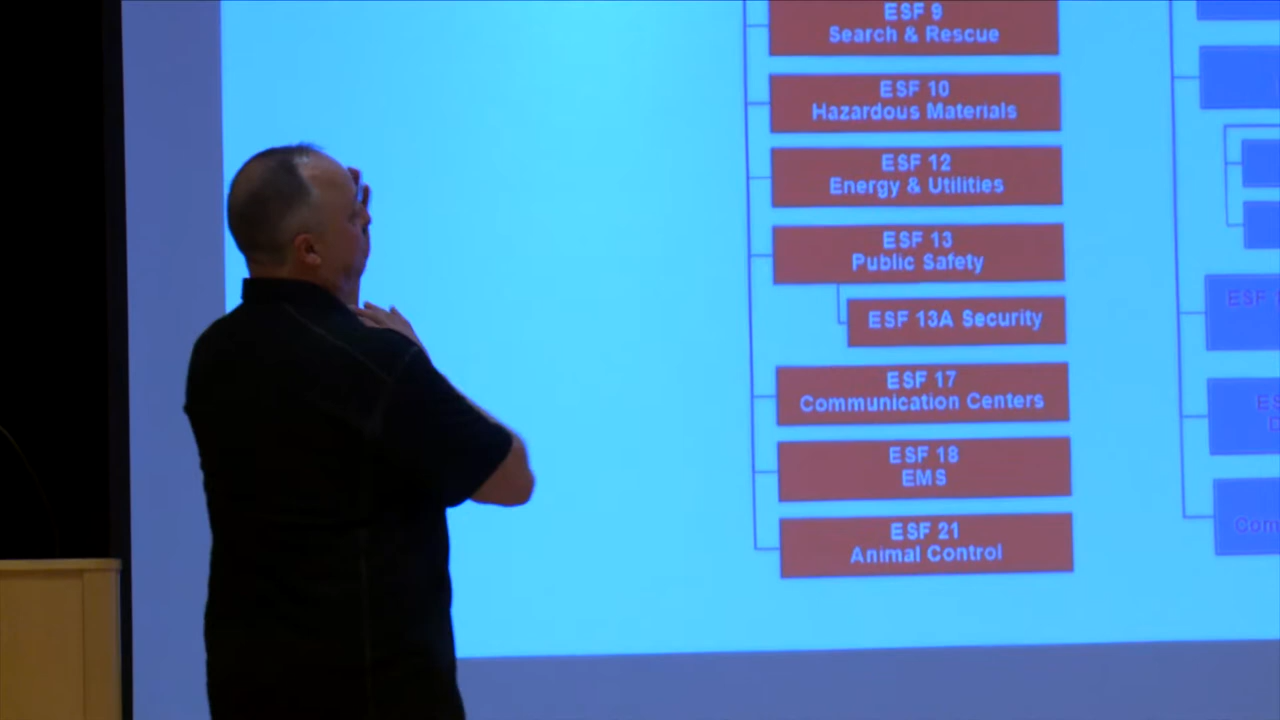 ESF 9
Search & Rescue
ESF 10
Hazardous Materials
ESF 12
Energy & Utilities
ESF 13
Public Safety
ESF 13A Security
ESF 17
Communication Centers
ESF 18
EMS
ESF 21
Animal Control
ESF